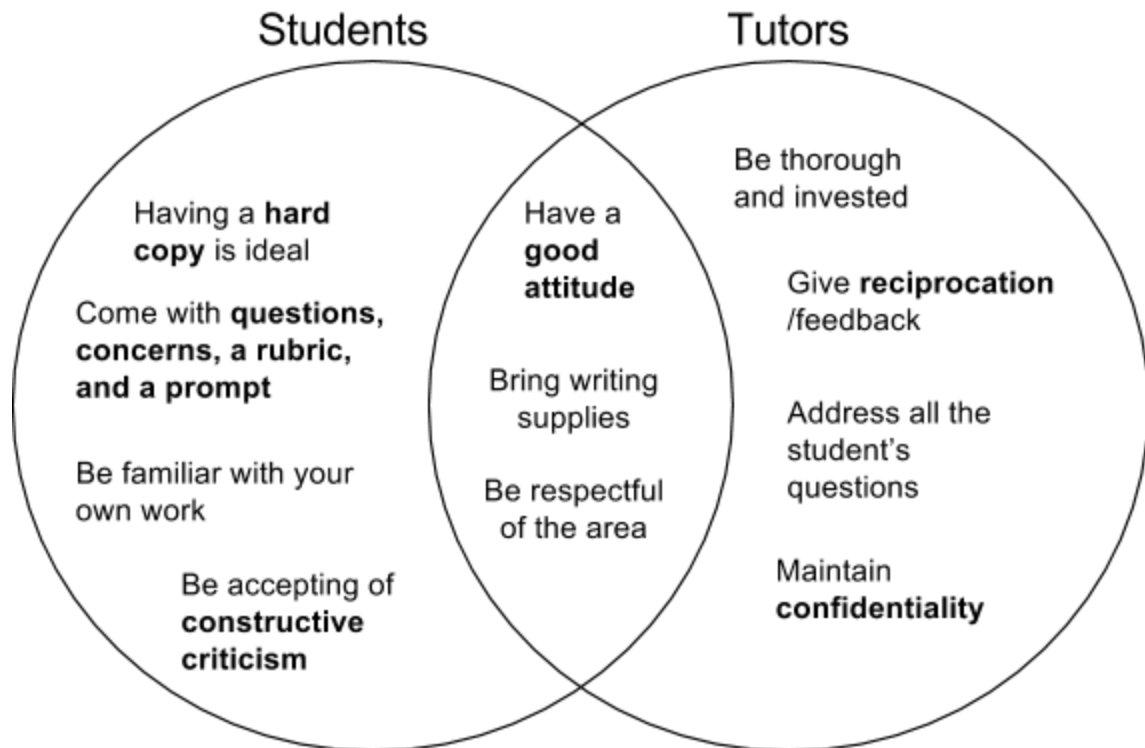 Students
Tutors
Having a hard
copy is ideal
Come with questions,
concerns, a rubric,
and a prompt
Be familiar with your
own work
Be accepting of
constructive
criticism
Have a
good
attitude
Bring writing
supplies
Be respectful
of the area
Be thorough
and invested
Give reciprocation
/feedback
Address all the
student’s
questions
Maintain
confidentiality